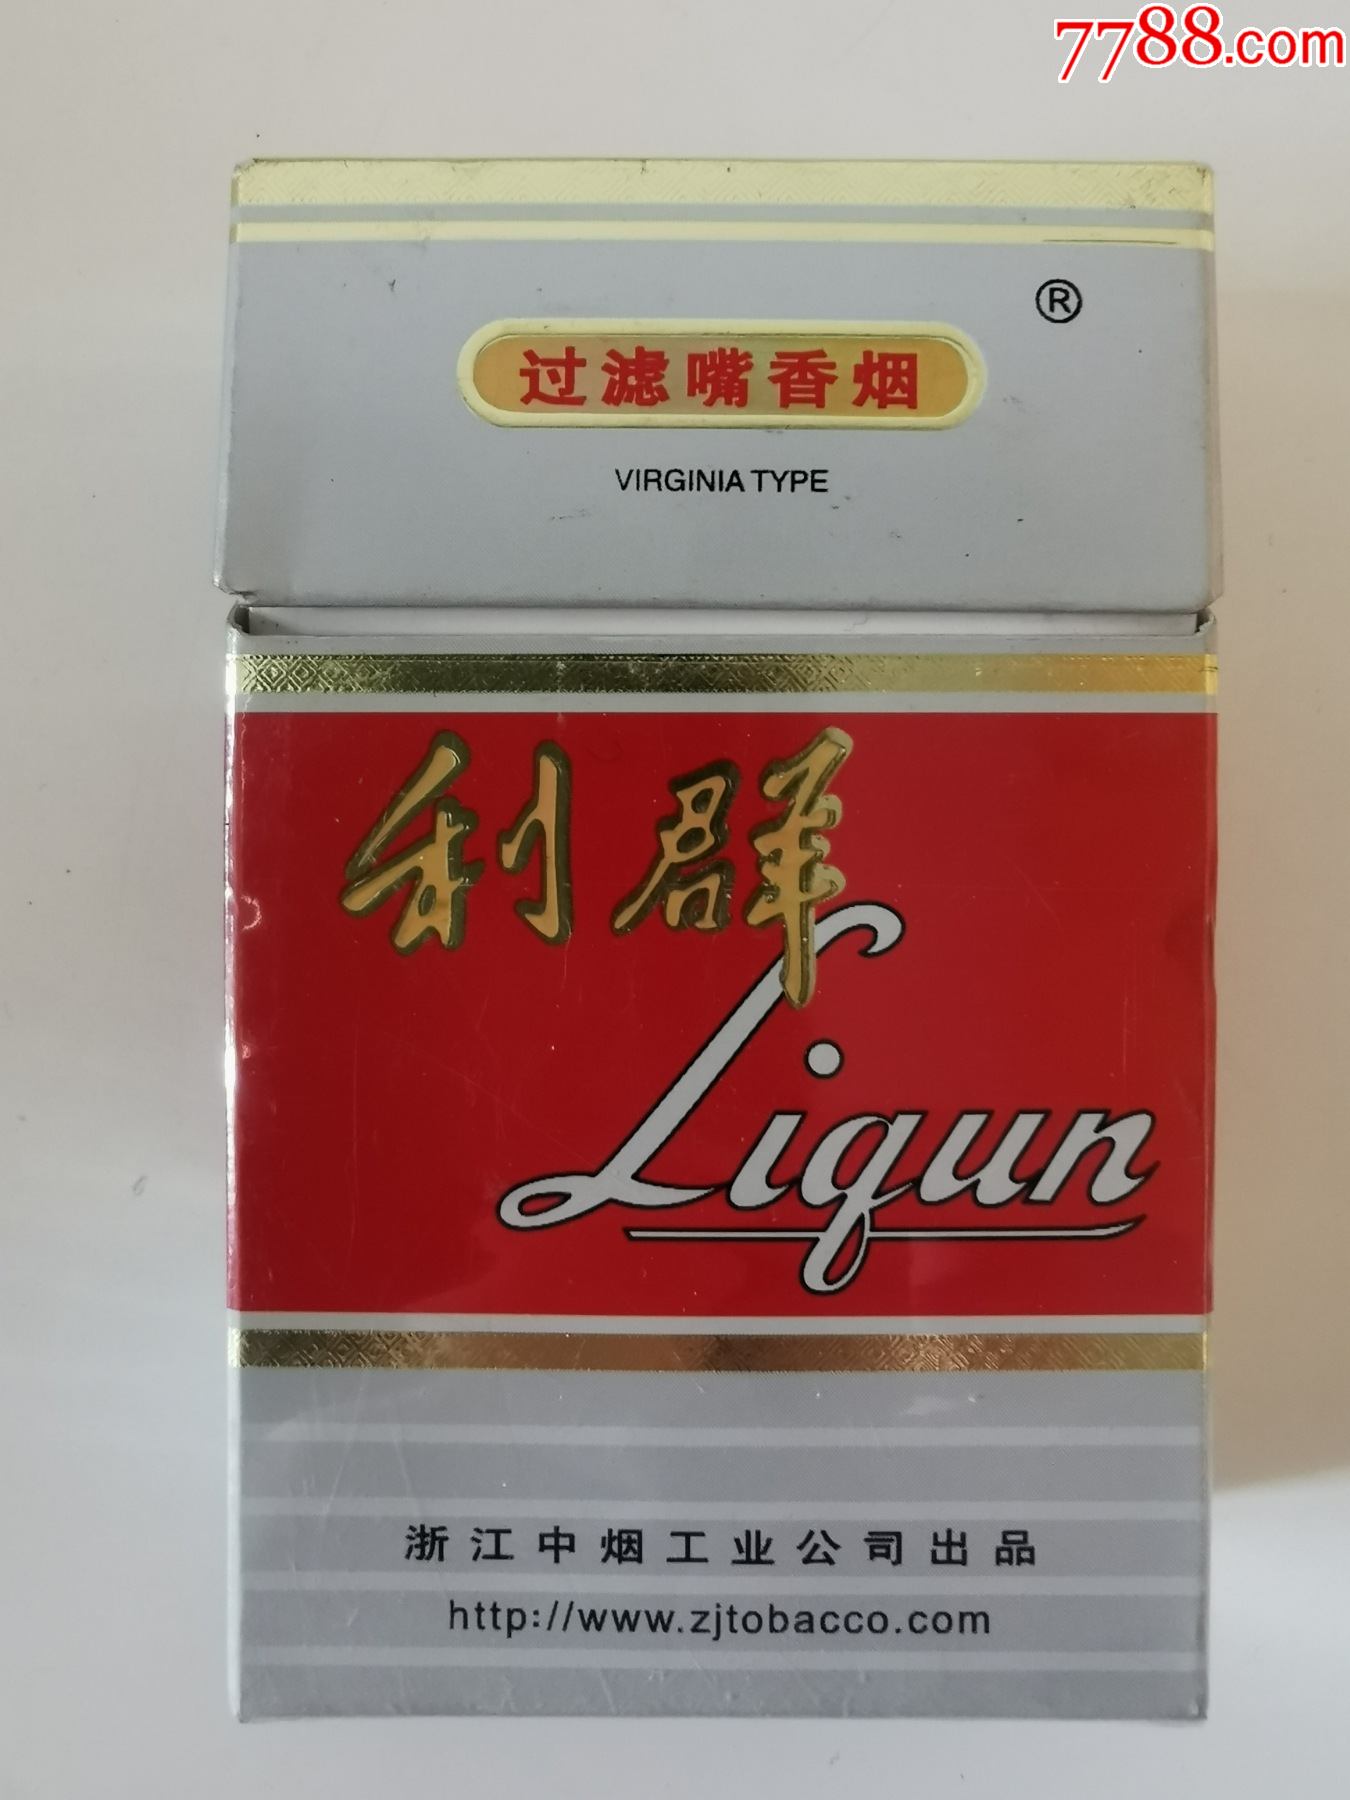 7788.com
®
过滤嘴香烟
VIRGINIA TYPE
利群
Liqun
浙江中烟工业公司出品
http://www.zjtobacco.com